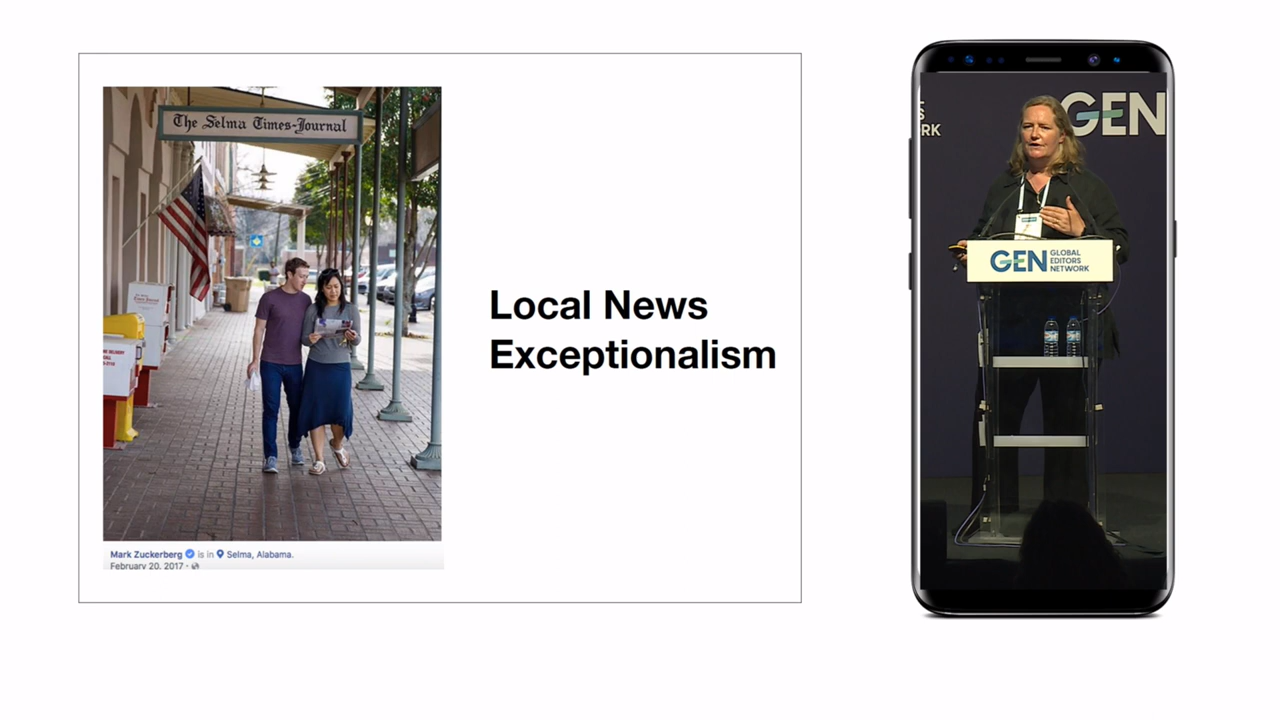 The Selma Times-Journal
Local News
Exceptionalism
Mark Zuckerberg is in Selma, Alabama.
February 20, 2017
RK
GEN
GEN GLOBAL
EDITORS
NETWORK